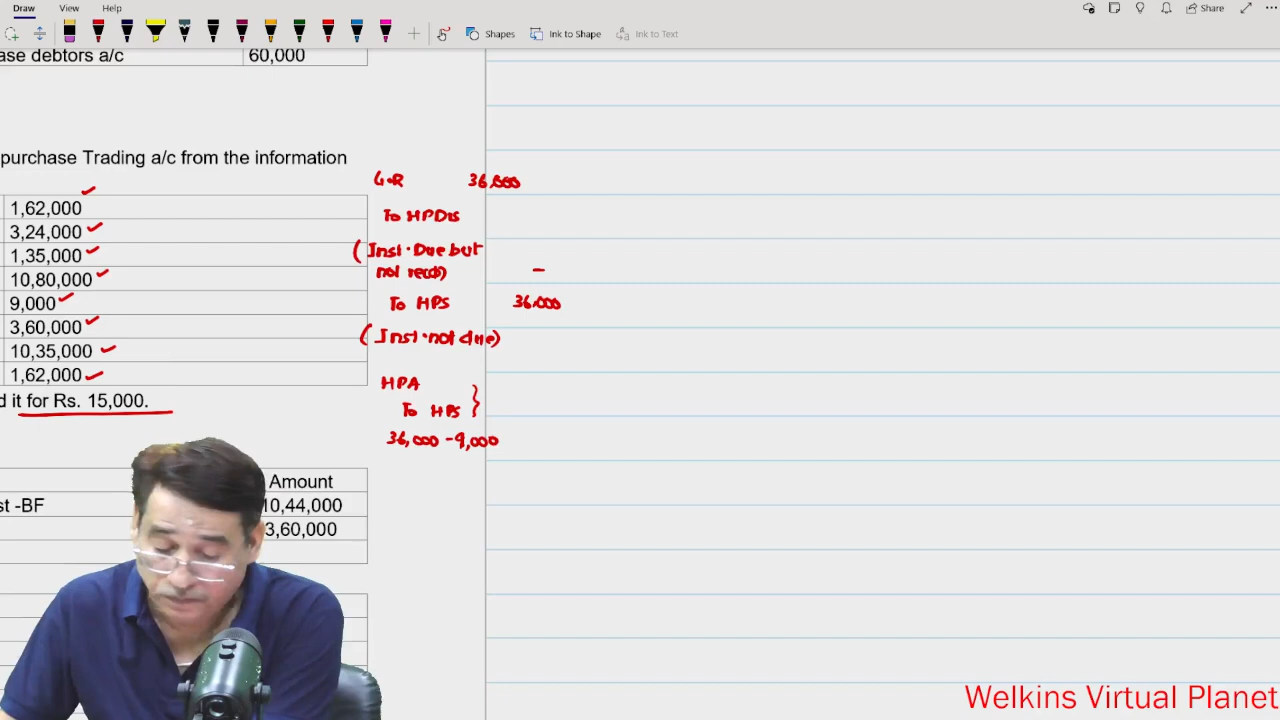 Draw View Help
Share
Shapes Ink to Shape Ink to Text
ase debtors a/c 60,000
purchase Trading a/c from the information
1,62,000
3,24,000
1,35,000
10,80,000
9,000
3,60,000
10,35,000
1,62,000
d it for Rs. 15,000.
G.R 36,000
To HPDrs
(Inst. Due but
not recd) -
To HPS 36,000
(Inst. not due)
HPA
To HPS
36,000 - 9,000
Amount
st -BF 10,44,000
3,60,000
Welkins Virtual Planet